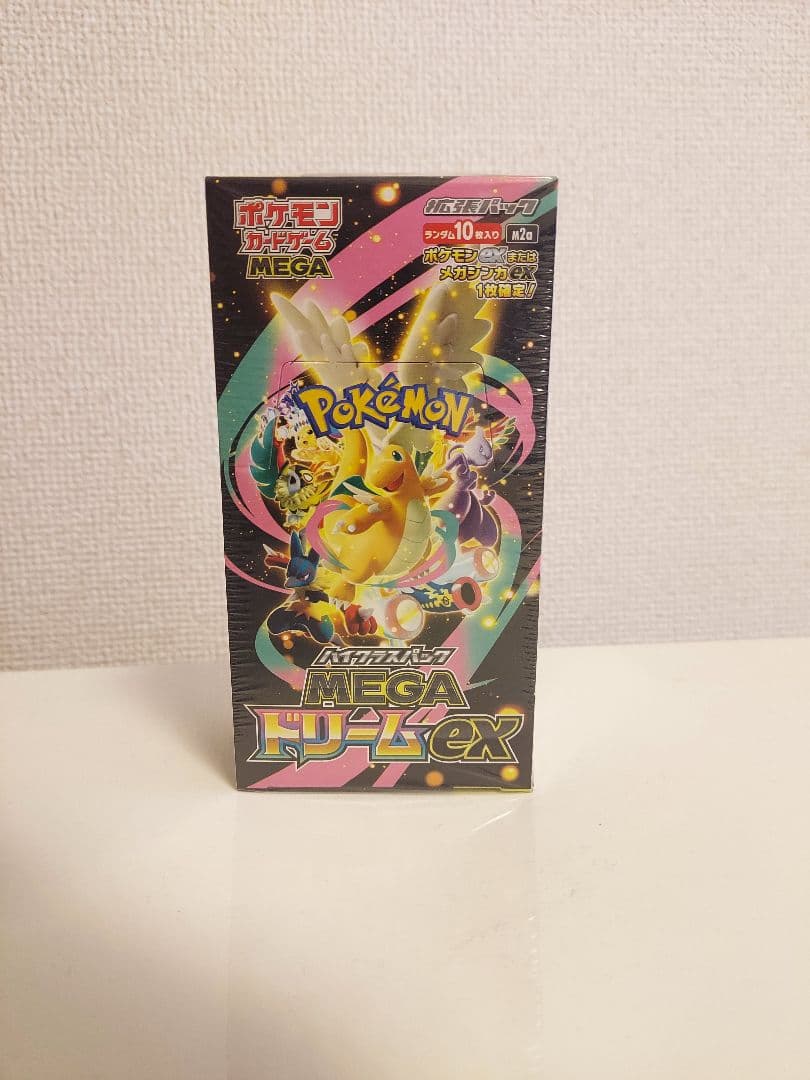 ポケモン
カードゲーム
MEGA
拡張パック
ランダム10枚入り
M2a
ポケモンexまたは
メガシンカex
1枚確定!
POKéMON
ハイクラスパック
MEGA
ドリームex